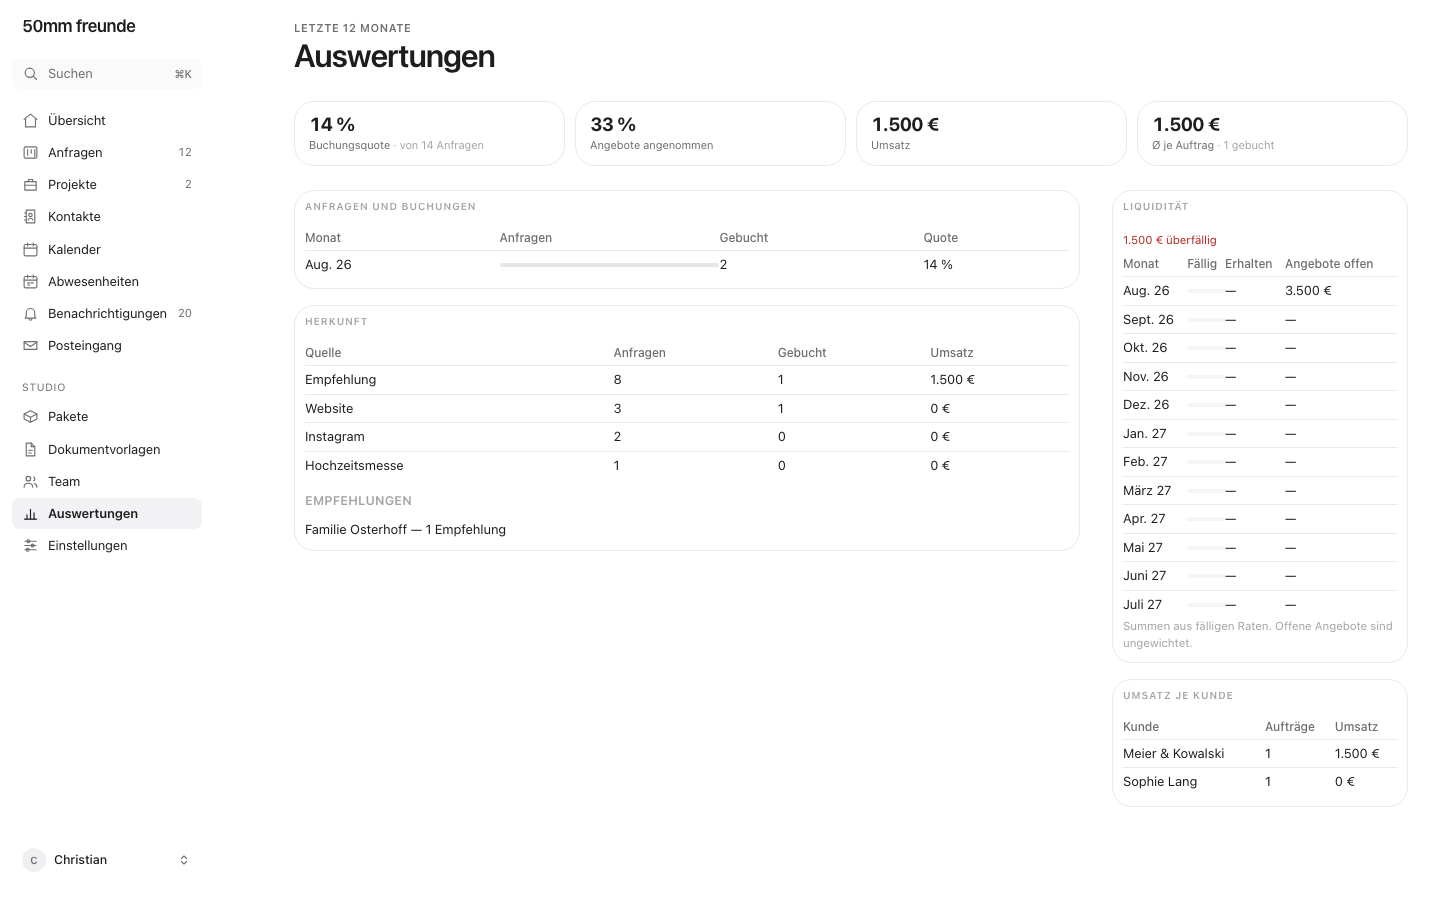 50mm freunde
Suchen ⌘K
Übersicht
Anfragen 12
Projekte 2
Kontakte
Kalender
Abwesenheiten
Benachrichtigungen 20
Posteingang
STUDIO
Pakete
Dokumentvorlagen
Team
Auswertungen
Einstellungen
C Christian
LETZTE 12 MONATE
Auswertungen
14 %
Buchungsquote · von 14 Anfragen
33 %
Angebote angenommen
1.500 €
Umsatz
1.500 €
Ø je Auftrag · 1 gebucht
ANFRAGEN UND BUCHUNGEN
Monat Anfragen Gebucht Quote
Aug. 26 2 14 %
HERKUNFT
Quelle Anfragen Gebucht Umsatz
Empfehlung 8 1 1.500 €
Website 3 1 0 €
Instagram 2 0 0 €
Hochzeitsmesse 1 0 0 €
EMPFEHLUNGEN
Familie Osterhoff — 1 Empfehlung
LIQUIDITÄT
1.500 € überfällig
Monat Fällig Erhalten Angebote offen
Aug. 26 — 3.500 €
Sept. 26 — —
Okt. 26 — —
Nov. 26 — —
Dez. 26 — —
Jan. 27 — —
Feb. 27 — —
März 27 — —
Apr. 27 — —
Mai 27 — —
Juni 27 — —
Juli 27 — —
Summen aus fälligen Raten. Offene Angebote sind
ungewichtet.
UMSATZ JE KUNDE
Kunde Aufträge Umsatz
Meier & Kowalski 1 1.500 €
Sophie Lang 1 0 €